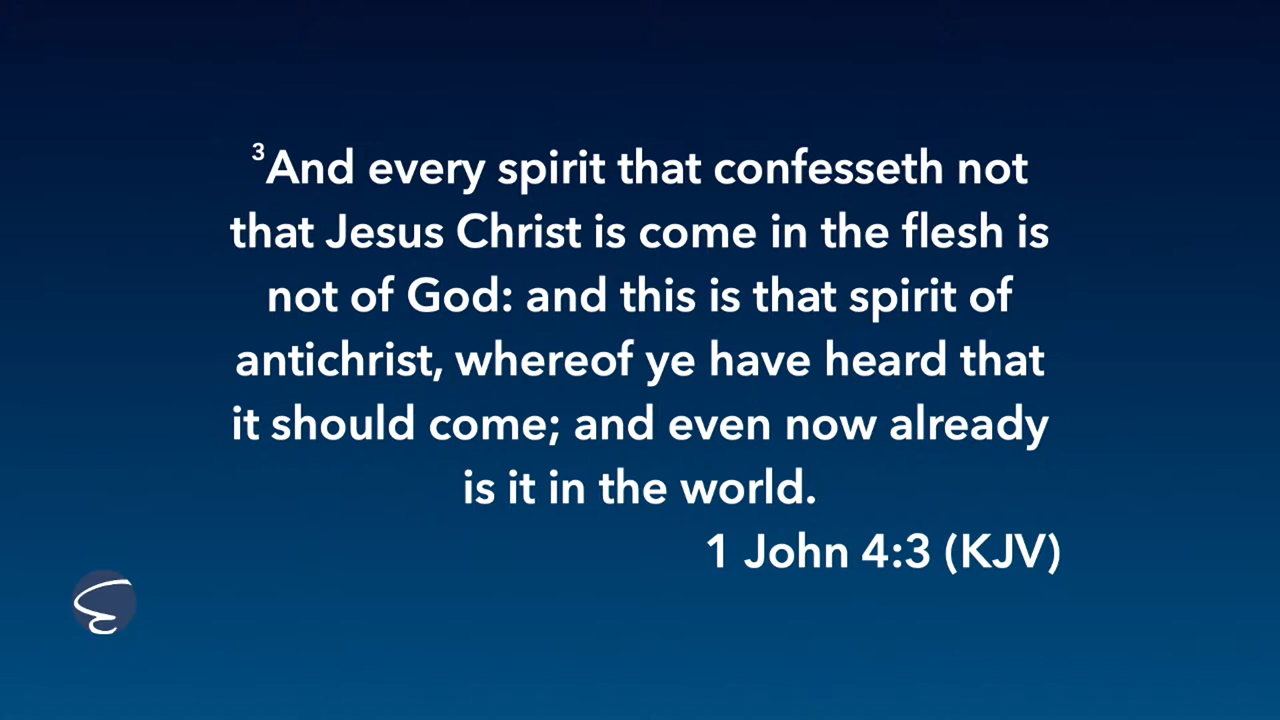 ³And every spirit that confesseth not
that Jesus Christ is come in the flesh is
not of God: and this is that spirit of
antichrist, whereof ye have heard that
it should come; and even now already
is it in the world.
1 John 4:3 (KJV)